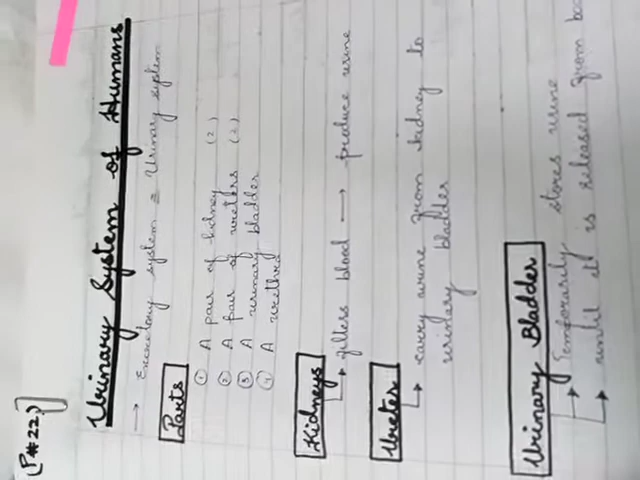 (P#22)
Urinary System of Humans
→ Excretory system = Urinary system
Parts
① A pair of kidney (2)
② A pair of ureters (2)
③ A urinary bladder
④ A urethra
Kidneys
↳ filters blood → produce urine
Ureter
↳ carry urine from kidney to
urinary bladder
Urinary Bladder
↳ Temporarily stores urine
↳ until it is released from